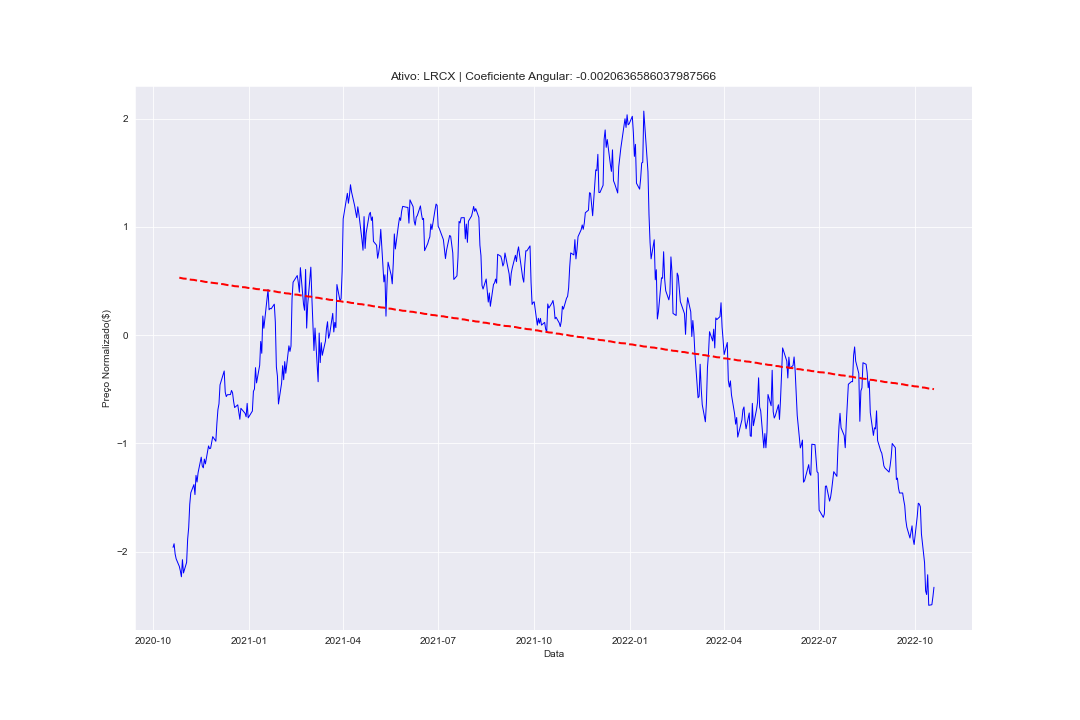 Ativo: LRCX | Coeficiente Angular: -0.0020636586037987566
2
1
0
−1
−2
Preço Normalizado($)
2020-10 2021-01 2021-04 2021-07 2021-10 2022-01 2022-04 2022-07 2022-10
Data